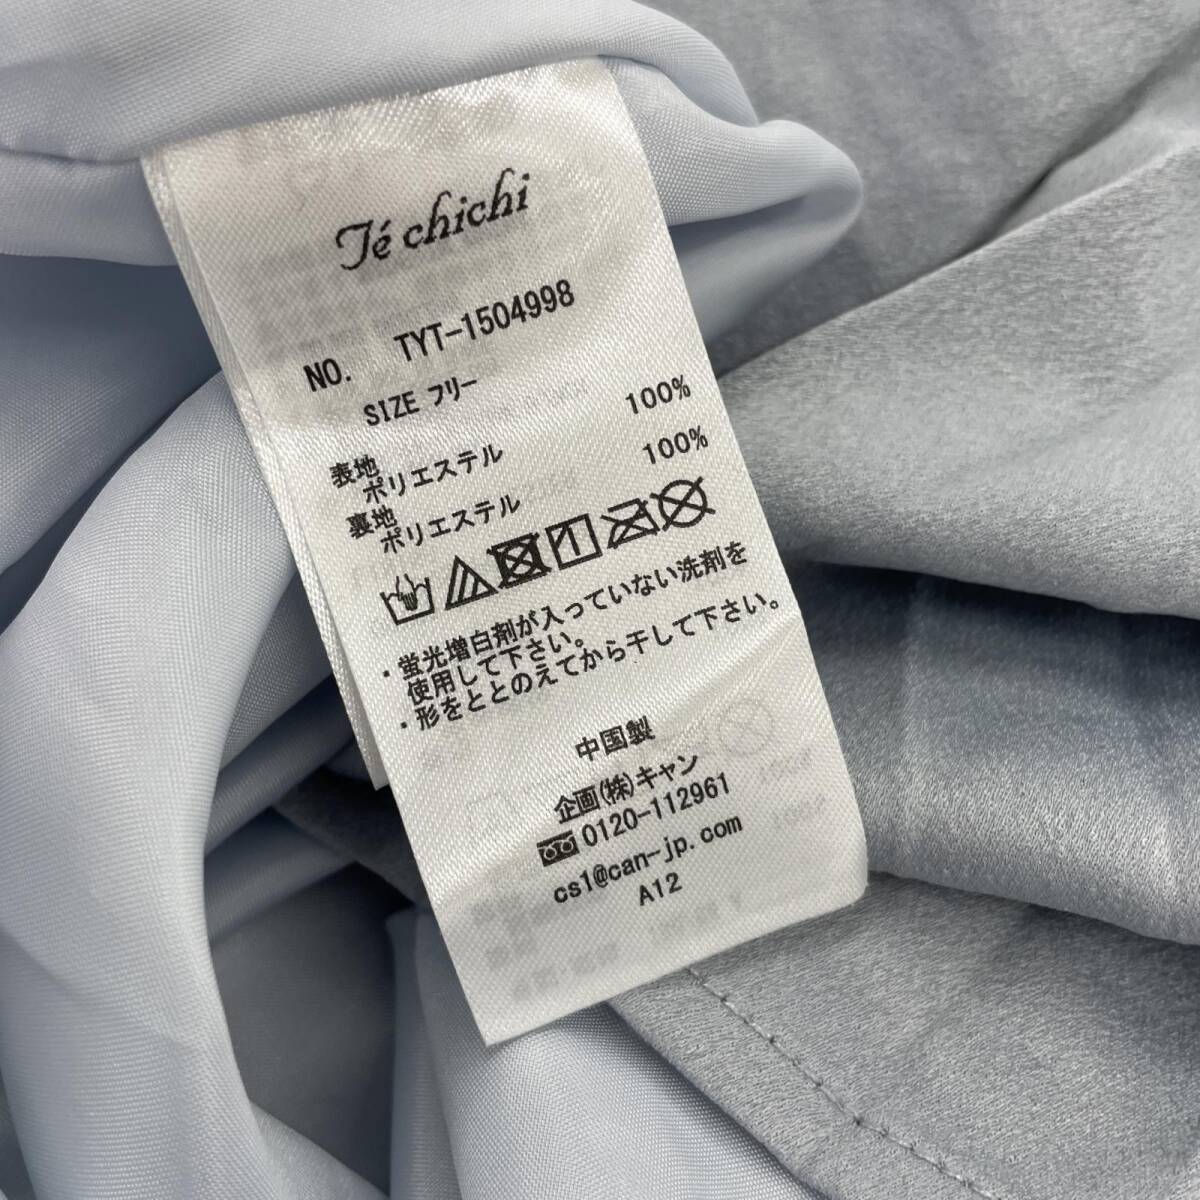 Té chichi
NO. TYT-1504998
SIZE フリー
表地
ポリエステル 100%
裏地
ポリエステル 100%
・蛍光増白剤が入っていない洗剤を
使用して下さい。
・形をととのえてから干して下さい。
中国製
企画(株)キャン
0120-112961
cs1@can-jp.com
A12